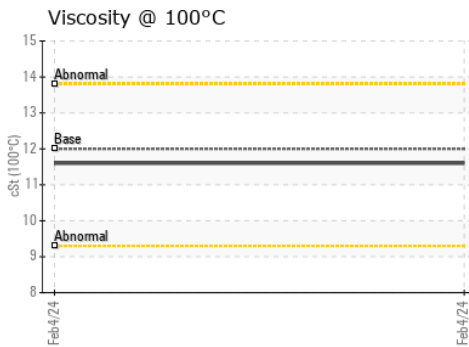 Viscosity @ 100°C
cSt (100°C)
15
14
13
12
11
10
9
8
Abnormal
Base
Abnormal
Feb4/24
Feb4/24